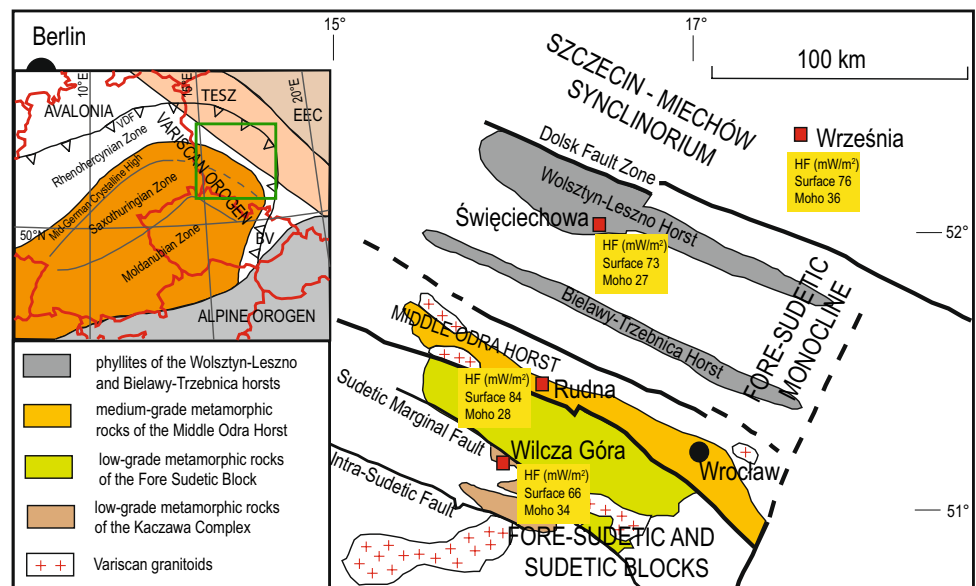 Berlin
15°
17°
100 km
10°E
15°E
20°E
AVALONIA
VDF
TESZ
EEC
Rhenohercynian Zone
VARISCAN OROGEN
Mid-German Crystalline High
Saxothuringian Zone
50°N
Moldanubian Zone
BV
ALPINE OROGEN
phyllites of the Wolsztyn-Leszno
and Bielawy-Trzebnica horsts
medium-grade metamorphic
rocks of the Middle Odra Horst
low-grade metamorphic rocks
of the Fore Sudetic Block
low-grade metamorphic rocks
of the Kaczawa Complex
Variscan granitoids
SZCZECIN - MIECHÓW
SYNCLINORIUM
Dolsk Fault Zone
Września
HF (mW/m²)
Surface 76
Moho 36
Wolsztyn-Leszno Horst
Święciechowa
HF (mW/m²)
Surface 73
Moho 27
52°
Bielawy-Trzebnica Horst
FORE-SUDETIC
MONOCLINE
MIDDLE ODRA HORST
Rudna
HF (mW/m²)
Surface 84
Moho 28
Sudetic Marginal Fault
Wilcza Góra
HF (mW/m²)
Surface 66
Moho 34
Wrocław
Intra-Sudetic Fault
51°
FORE-SUDETIC AND
SUDETIC BLOCKS